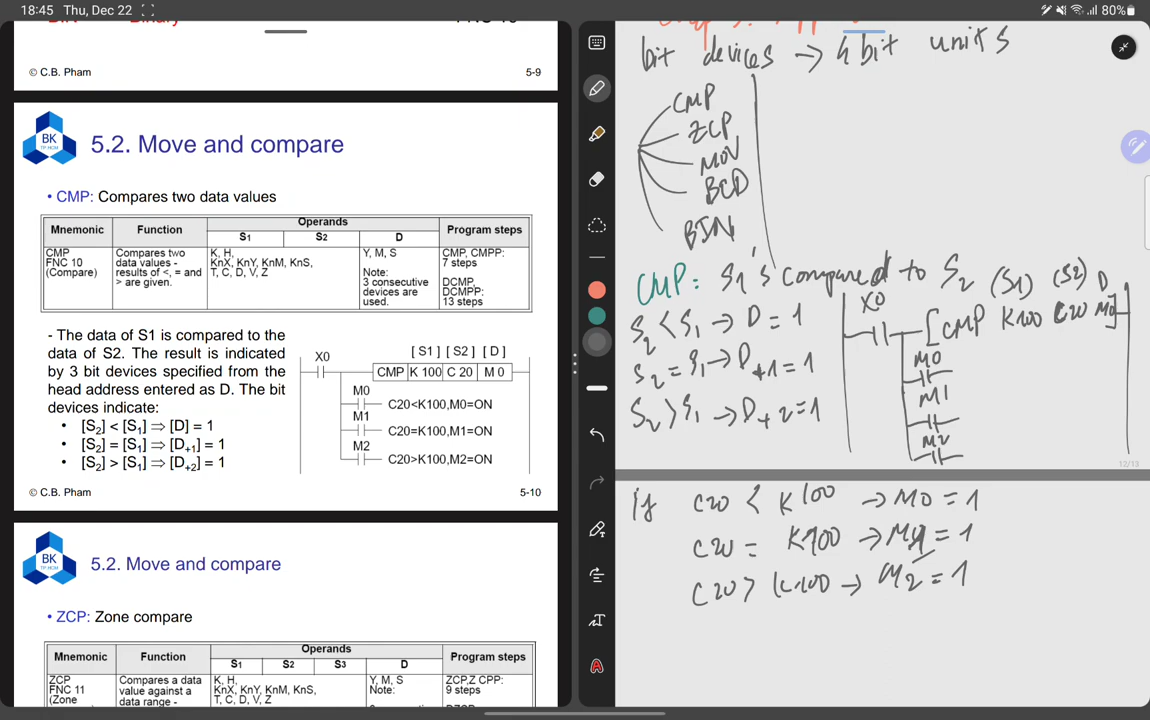 18:45 Thu, Dec 22
80%
© C.B. Pham
5-9
BK
TP.HCM
5.2. Move and compare
• CMP: Compares two data values
Mnemonic
Function
Operands
S1
S2
D
Program steps
CMP
FNC 10
(Compare)
Compares two
data values -
results of <, = and
> are given.
K, H,
KnX, KnY, KnM, KnS,
T, C, D, V, Z
Y, M, S
Note:
3 consecutive
devices are
used.
CMP, CMPP:
7 steps
DCMP,
DCMPP:
13 steps
- The data of S1 is compared to the
data of S2. The result is indicated
by 3 bit devices specified from the
head address entered as D. The bit
devices indicate:
• [S2] < [S1] ⇒ [D] = 1
• [S2] = [S1] ⇒ [D+1] = 1
• [S2] > [S1] ⇒ [D+2] = 1
[ S1 ] [ S2 ] [ D ]
X0
CMP K 100 C 20 M 0
M0
C20<K100,M0=ON
M1
C20=K100,M1=ON
M2
C20>K100,M2=ON
© C.B. Pham
5-10
BK
TP.HCM
5.2. Move and compare
• ZCP: Zone compare
Mnemonic
Function
Operands
S1
S2
S3
D
Program steps
ZCP
FNC 11
(Zone
Compares a data
value against a
data range -
K, H,
KnX, KnY, KnM, KnS,
T, C, D, V, Z
Y, M, S
Note:
ZCP,Z CPP:
9 steps
bit devices → 4 bit units
CMP
ZCP
MOV
BCD
BIN
CMP: S1's compared to S2
(S1) (S2) D
S2 < S1 → D = 1
S2 = S1 → D+1 = 1
S2 > S1 → D+2 = 1
X0
[CMP K100 C20 M0]
M0
M1
M2
12/13
If C20 < K100 → M0 = 1
C20 = K100 → M1 = 1
C20 > K100 → M2 = 1